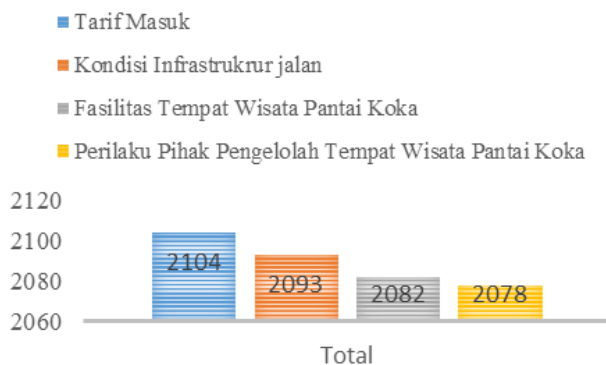 Tarif Masuk
Kondisi Infrastrukrur jalan
Fasilitas Tempat Wisata Pantai Koka
Perilaku Pihak Pengelolah Tempat Wisata Pantai Koka
2120
2100
2080
2060
2104
2093
2082
2078
Total